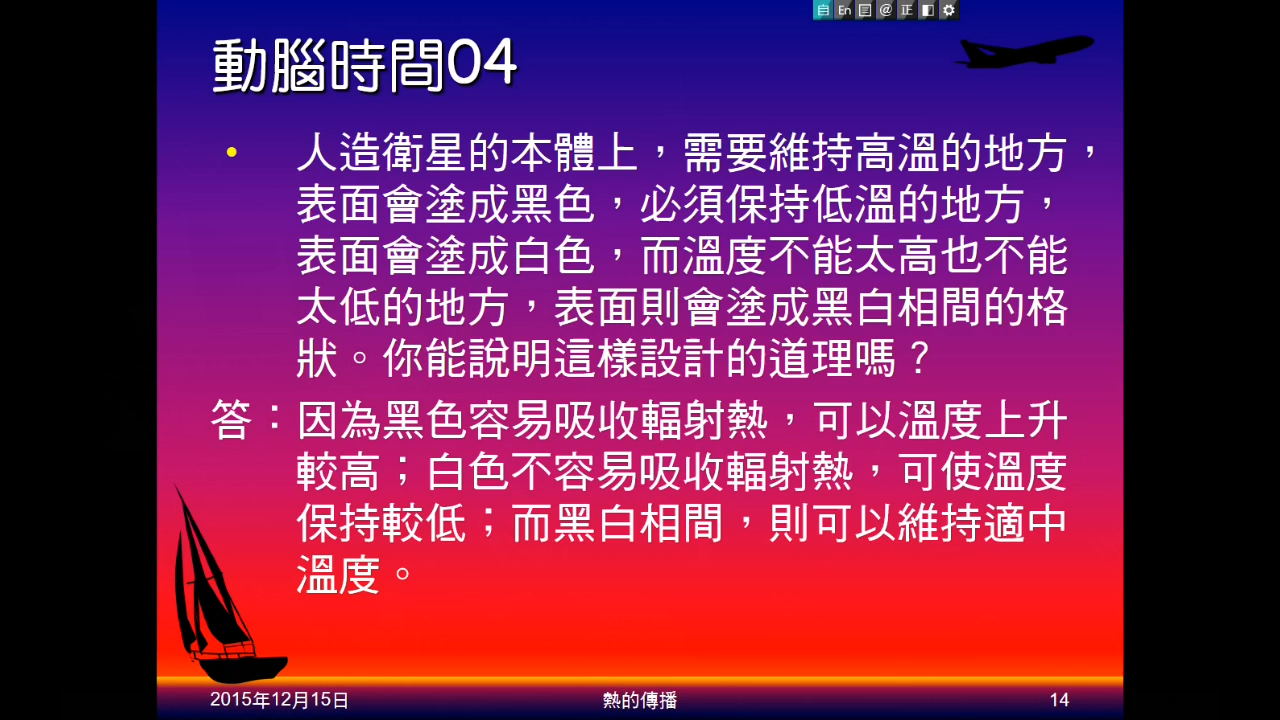 自 En @ 正
動腦時間04
• 人造衛星的本體上，需要維持高溫的地方，
表面會塗成黑色，必須保持低溫的地方，
表面會塗成白色，而溫度不能太高也不能
太低的地方，表面則會塗成黑白相間的格
狀。你能說明這樣設計的道理嗎？
答：因為黑色容易吸收輻射熱，可以溫度上升
較高；白色不容易吸收輻射熱，可使溫度
保持較低；而黑白相間，則可以維持適中
溫度。
2015年12月15日 熱的傳播 14